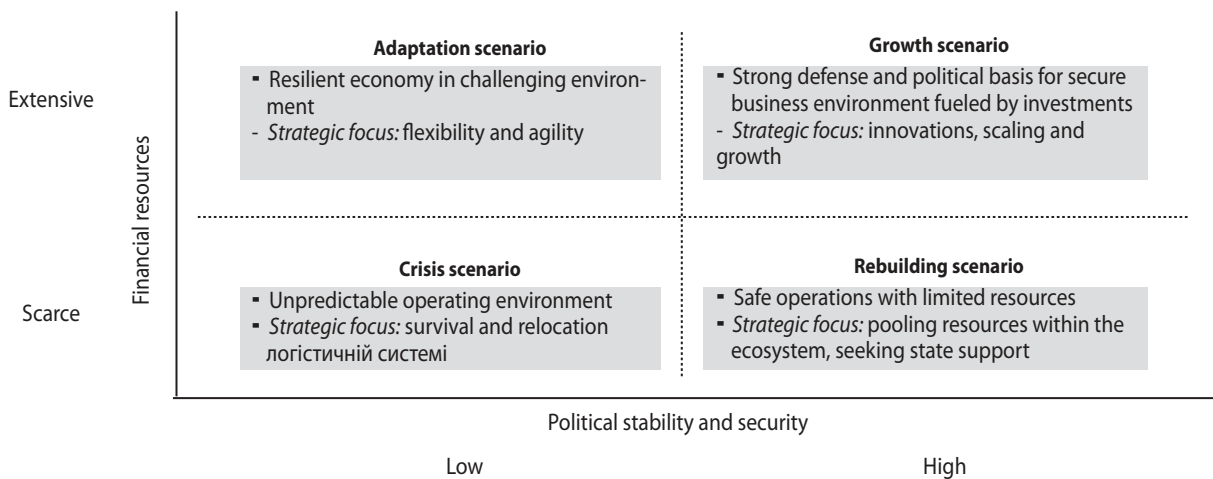 Adaptation scenario
▪ Resilient economy in challenging environ-
ment
- Strategic focus: flexibility and agility
Growth scenario
▪ Strong defense and political basis for secure
business environment fueled by investments
- Strategic focus: innovations, scaling and
growth
Extensive
Financial resources
Scarce
Crisis scenario
▪ Unpredictable operating environment
▪ Strategic focus: survival and relocation
логістичній системі
Rebuilding scenario
▪ Safe operations with limited resources
▪ Strategic focus: pooling resources within the
ecosystem, seeking state support
Political stability and security
Low
High